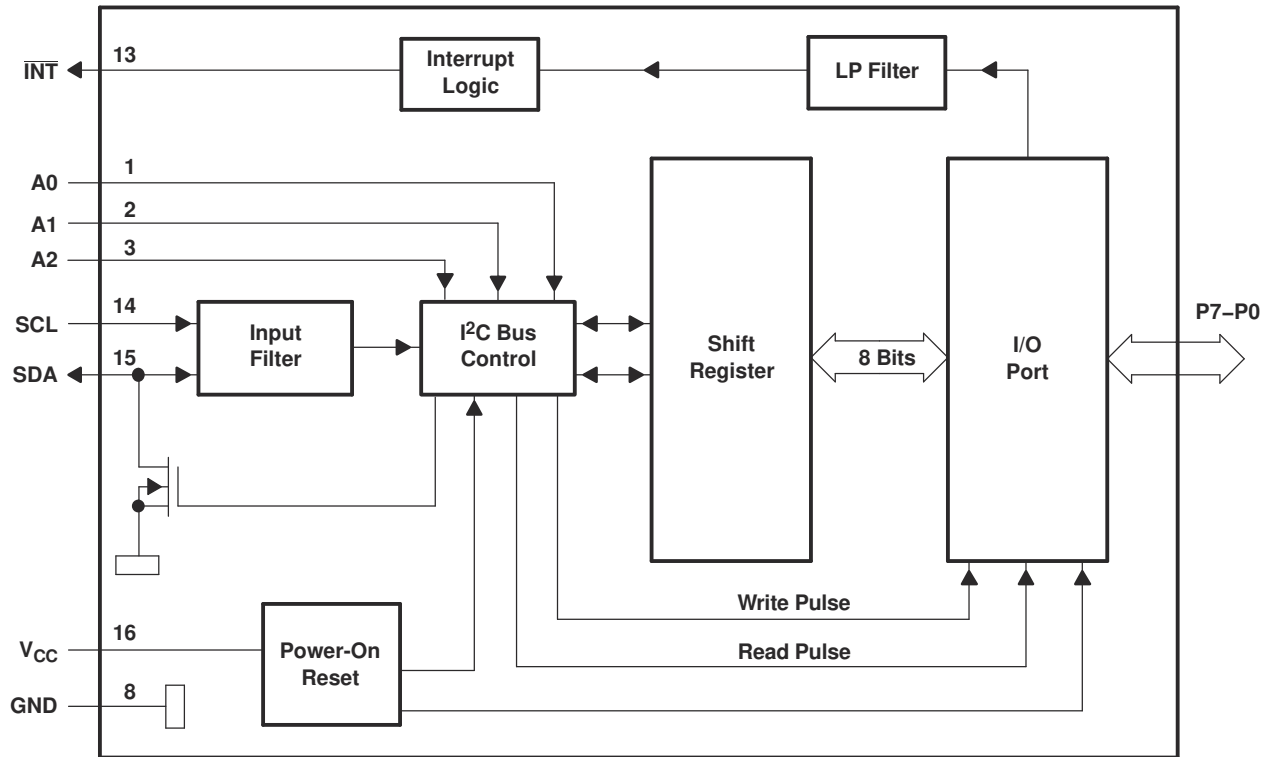 INT
13
Interrupt
Logic
LP Filter
A0
1
A1
2
A2
3
SCL
14
SDA
15
Input
Filter
I²C Bus
Control
Shift
Register
8 Bits
I/O
Port
P7–P0
Write Pulse
Read Pulse
VCC
16
Power-On
Reset
GND
8